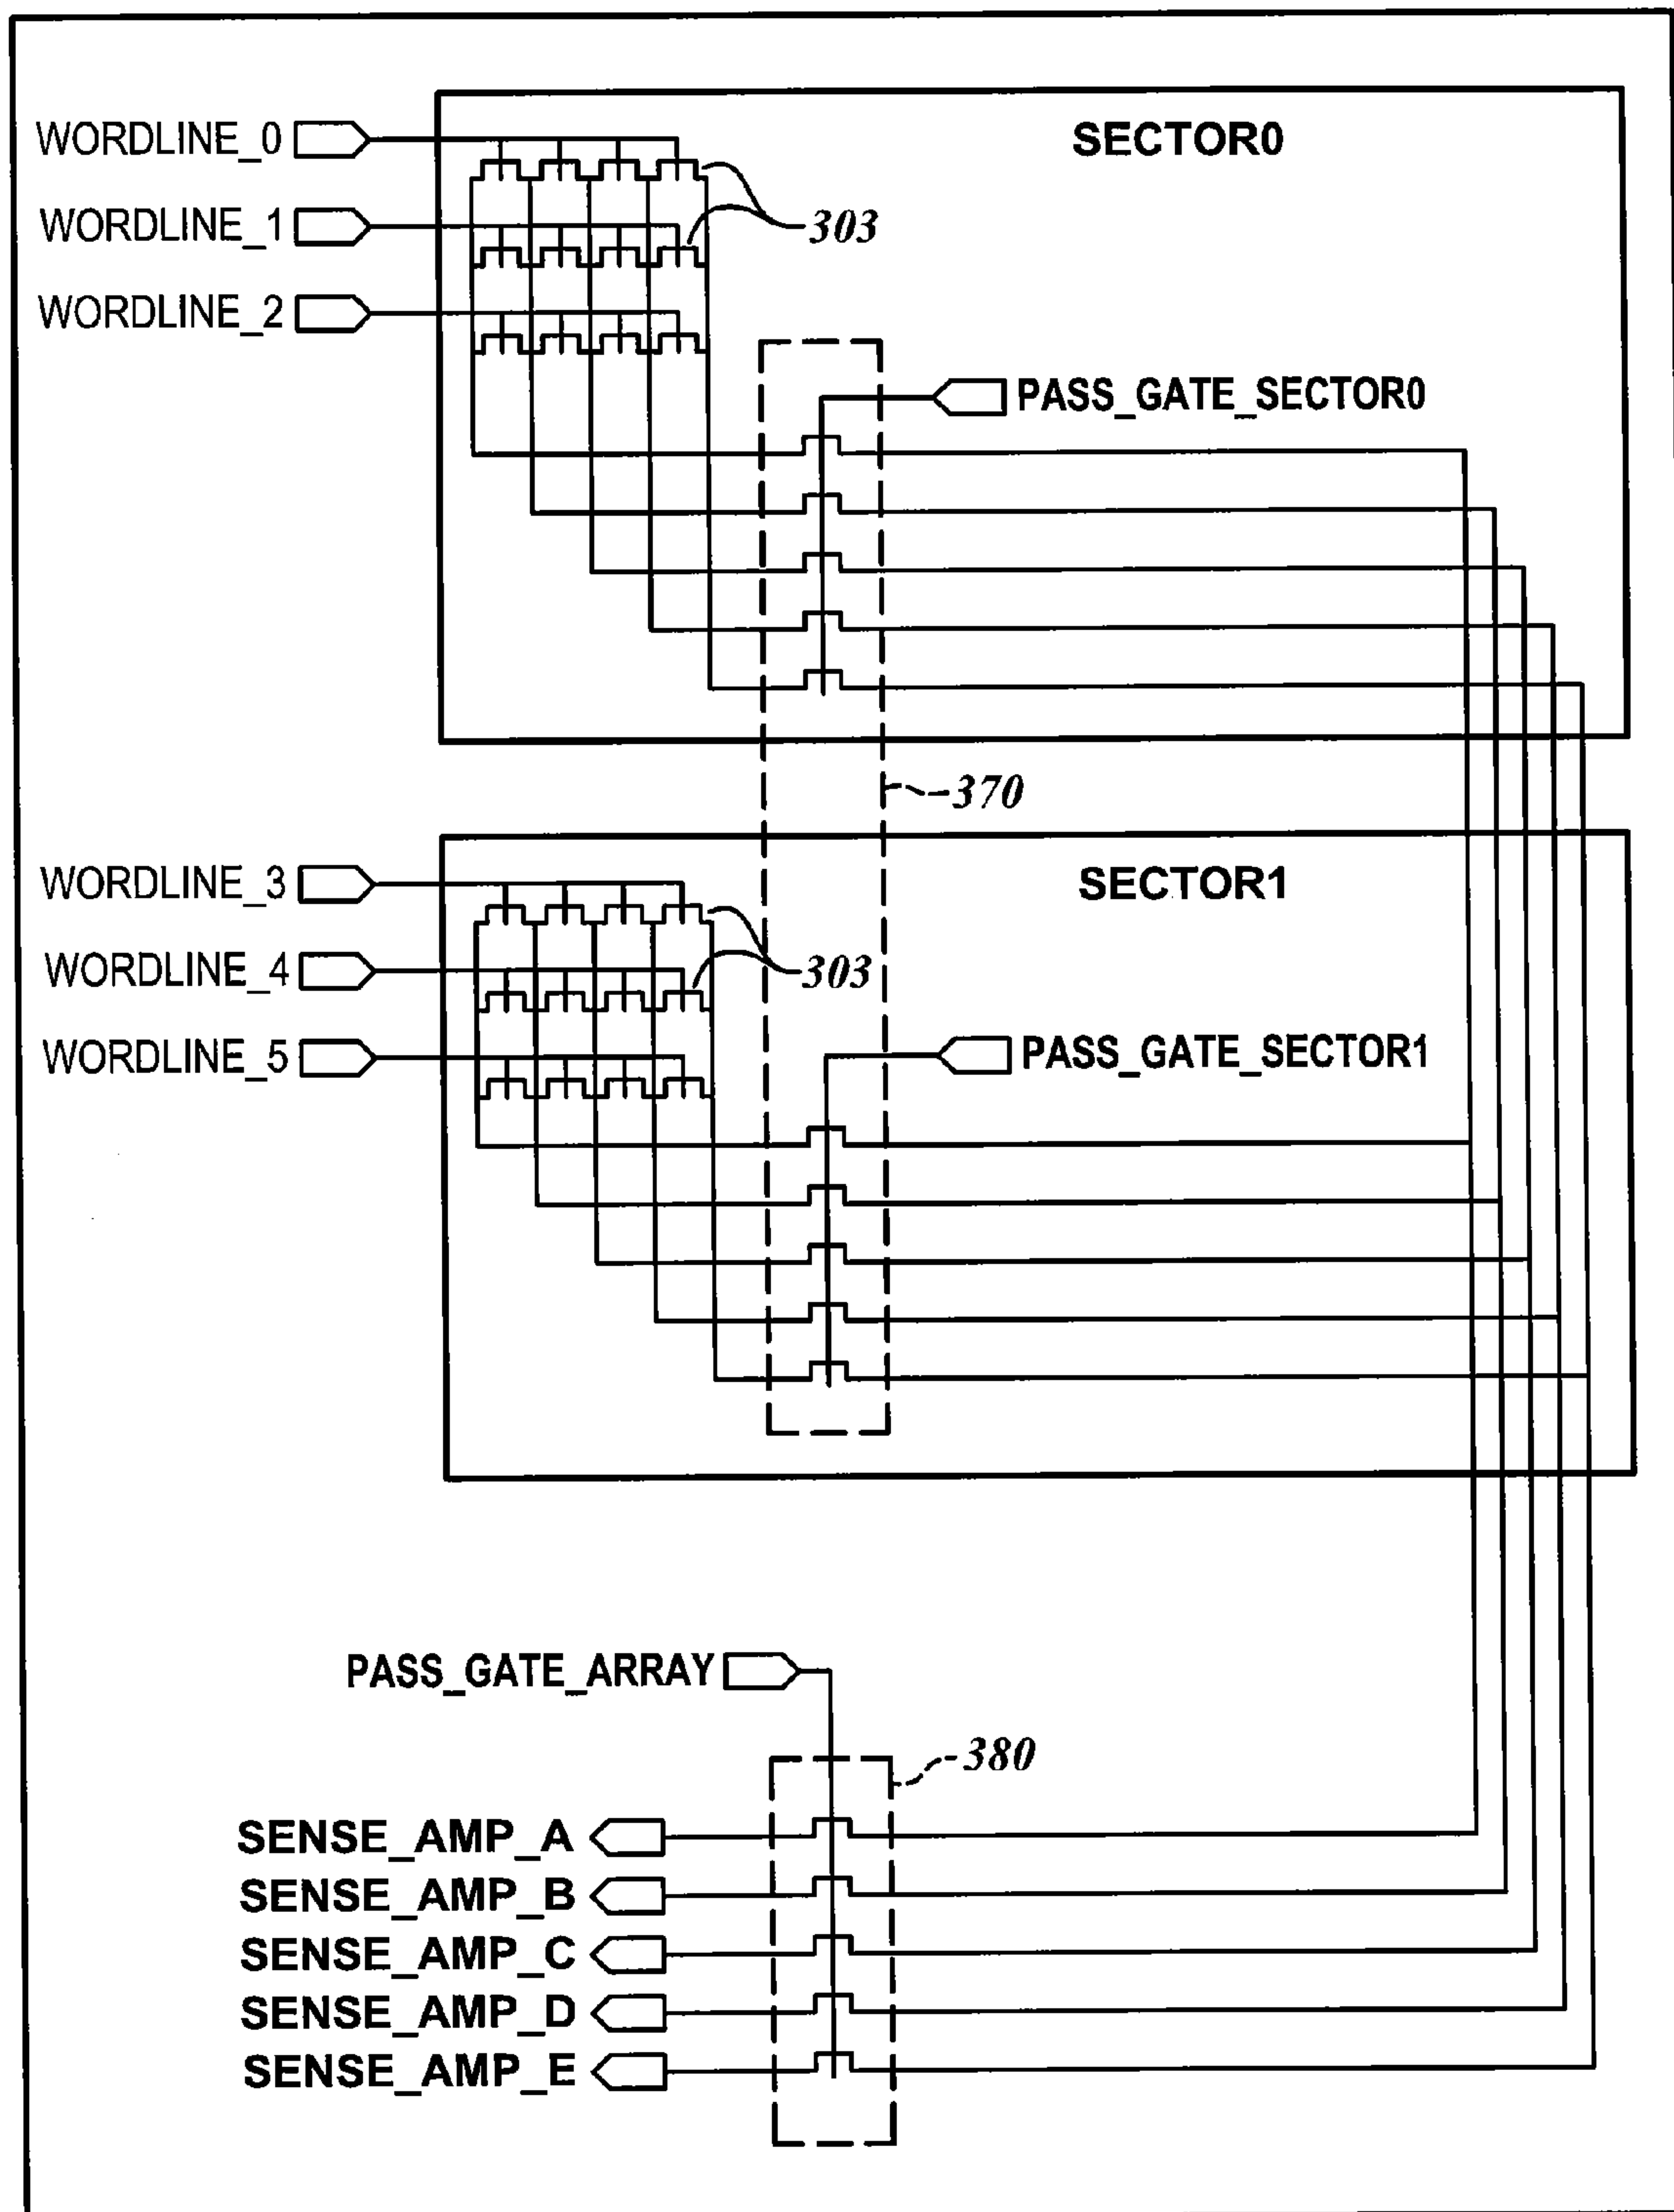 SECTOR0
WORDLINE_0
WORDLINE_1
303
WORDLINE_2
PASS_GATE_SECTOR0
370
SECTOR1
WORDLINE_3
WORDLINE_4
303
WORDLINE_5
PASS_GATE_SECTOR1
PASS_GATE_ARRAY
380
SENSE_AMP_A
SENSE_AMP_B
SENSE_AMP_C
SENSE_AMP_D
SENSE_AMP_E